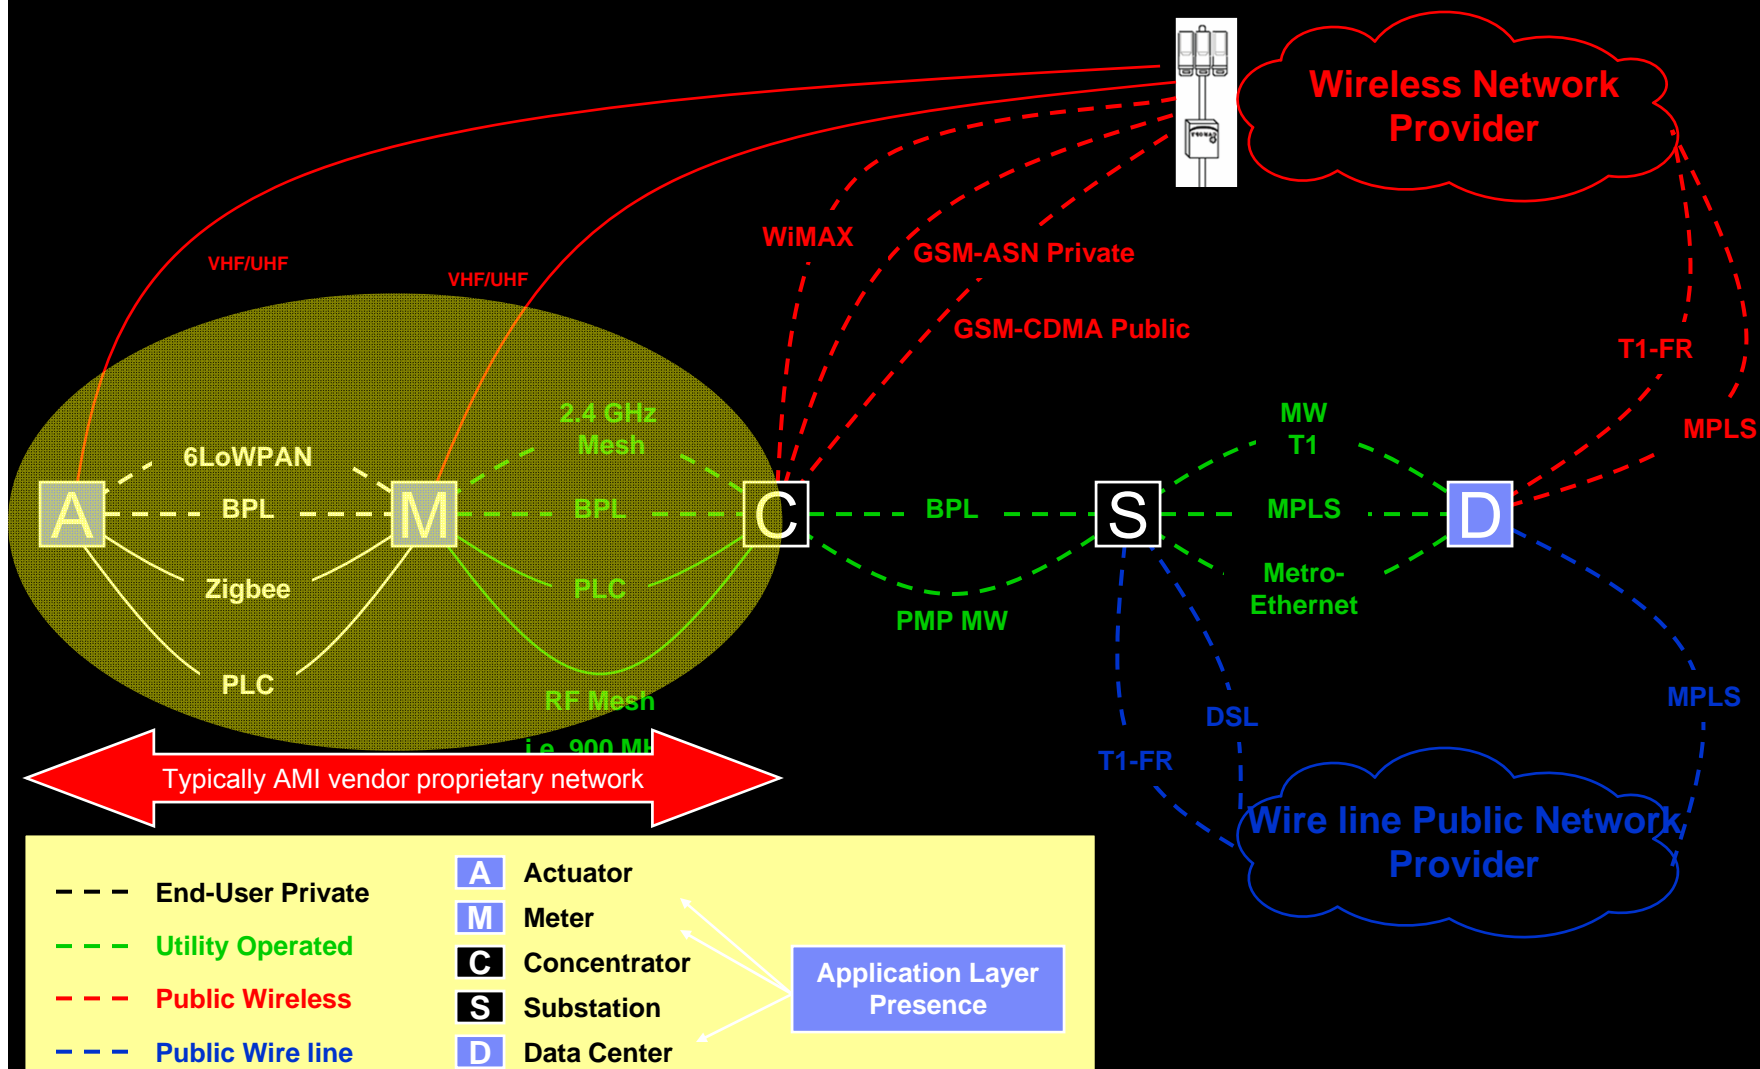 Wireless Network
Provider
WiMAX
GSM-ASN Private
VHF/UHF
VHF/UHF
GSM-CDMA Public
T1-FR
MPLS
2.4 GHz
Mesh
MW
T1
6LoWPAN
A
BPL
M
BPL
C
BPL
S
MPLS
D
Zigbee
PLC
Metro-
Ethernet
PMP MW
PLC
RF Mesh
i.e. 900
MPLS
DSL
T1-FR
Typically AMI vendor proprietary network
Wire line Public Network
Provider
End-User Private
Utility Operated
Public Wireless
Public Wire line
A Actuator
M Meter
C Concentrator
S Substation
D Data Center
Application Layer
Presence